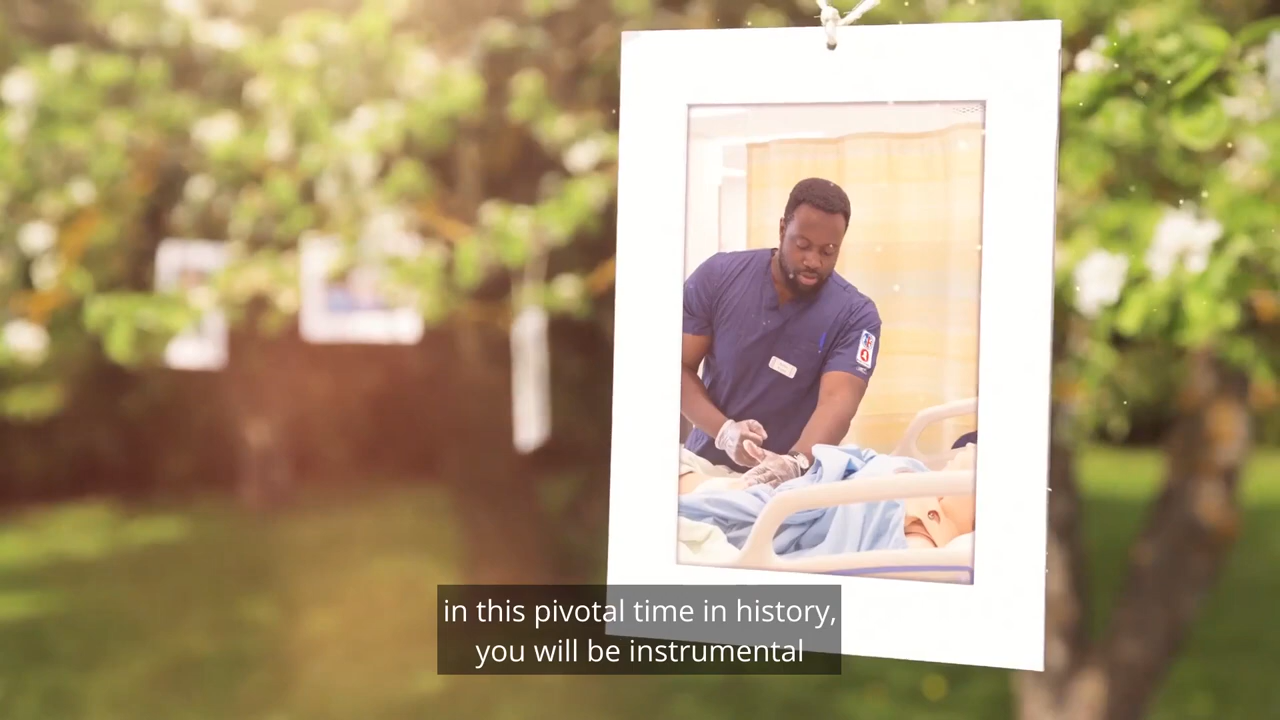 in this pivotal time in history,
you will be instrumental